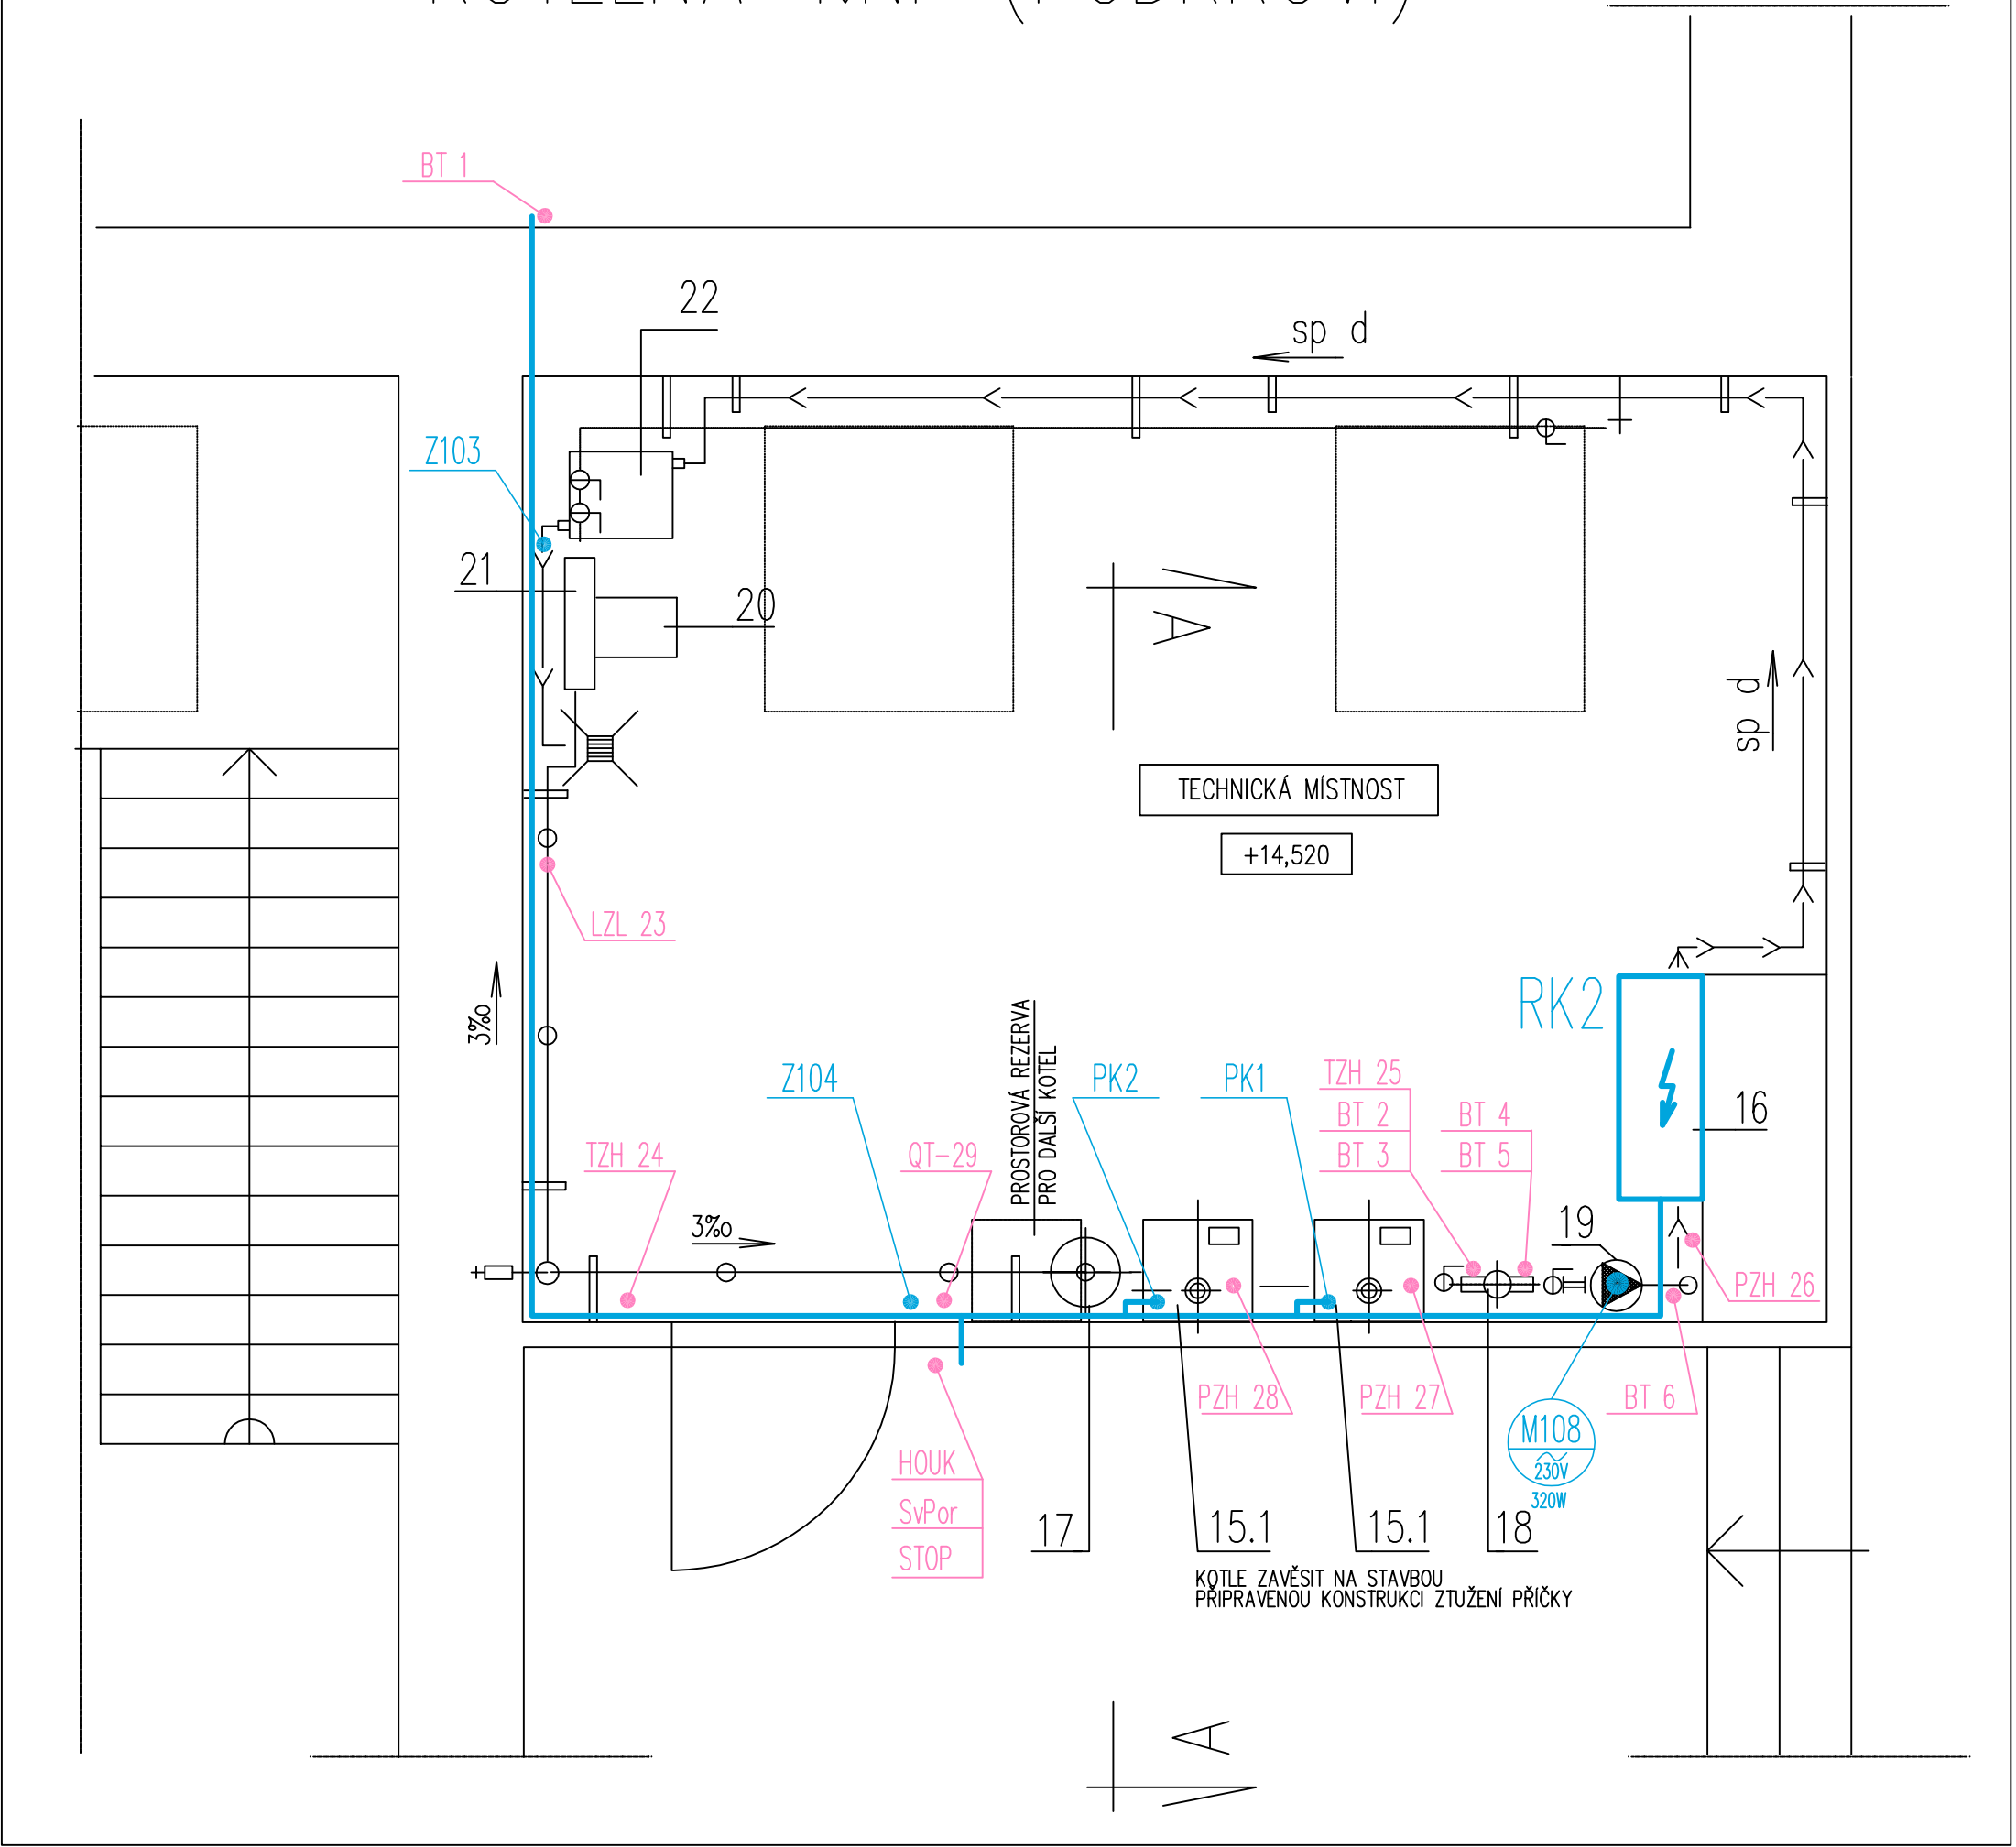 BT 1
22
sp d
Z103
21
20
A
sp d
TECHNICKÁ MÍSTNOST
+14,520
LZL 23
3‰
RK2
PROSTOROVÁ REZERVA
PRO DALŠÍ KOTEL
Z104
PK2
PK1
TZH 25
BT 2
BT 3
BT 4
BT 5
16
TZH 24
QT-29
3‰
19
PZH 26
PZH 28
PZH 27
BT 6
M108
230V
320W
HOUK
SvPor
STOP
17
15.1
15.1
18
KOTLE ZAVĚSIT NA STAVBOU
PŘIPRAVENOU KONSTRUKCI ZTUŽENÍ PŘÍČKY
A